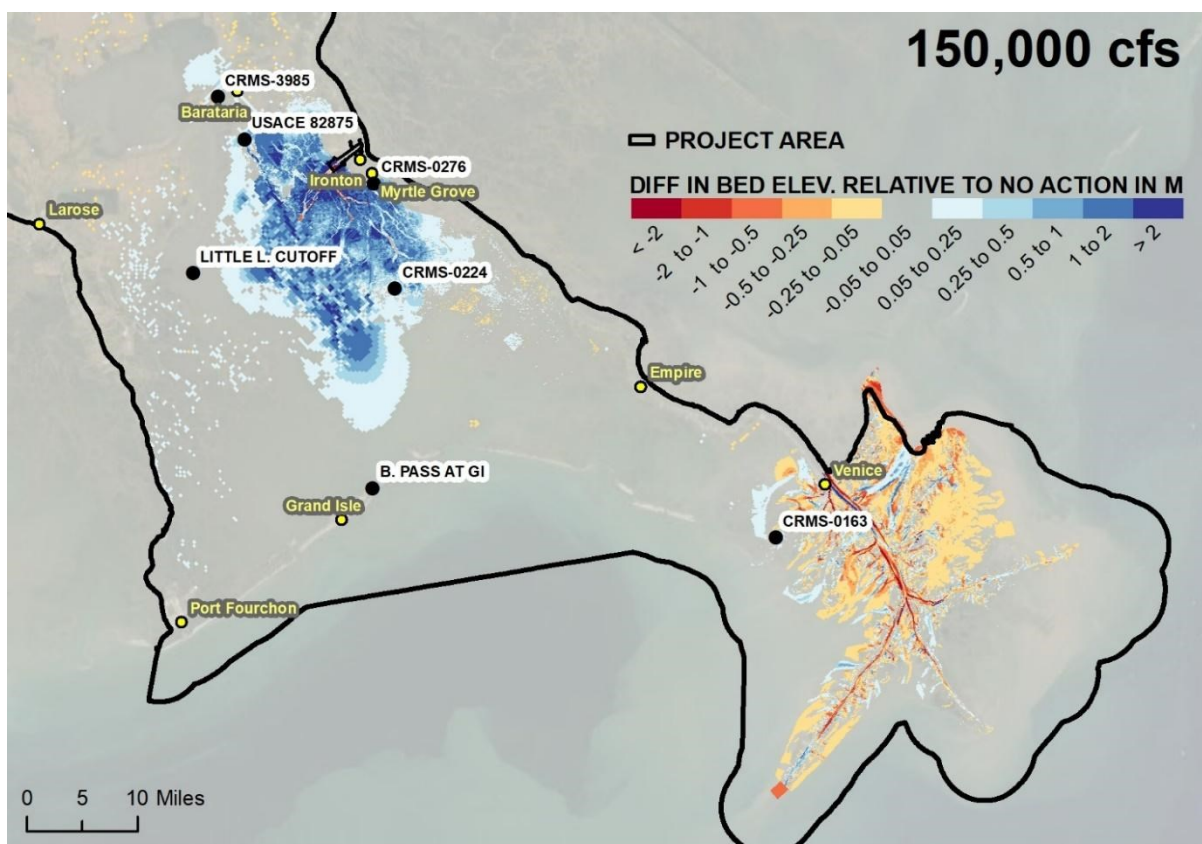 150,000 cfs
CRMS-3985
Barataria
USACE 82875
PROJECT AREA
CRMS-0276
Ironton
Myrtle Grove
DIFF IN BED ELEV. RELATIVE TO NO ACTION IN M
< -2
-2 to -1
-1 to -0.5
-0.5 to -0.25
-0.25 to -0.05
-0.05 to 0.05
0.05 to 0.25
0.25 to 0.5
0.5 to 1
1 to 2
> 2
Larose
LITTLE L. CUTOFF
CRMS-0224
Empire
B. PASS AT GI
Venice
Grand Isle
CRMS-0163
Port Fourchon
0 5 10 Miles